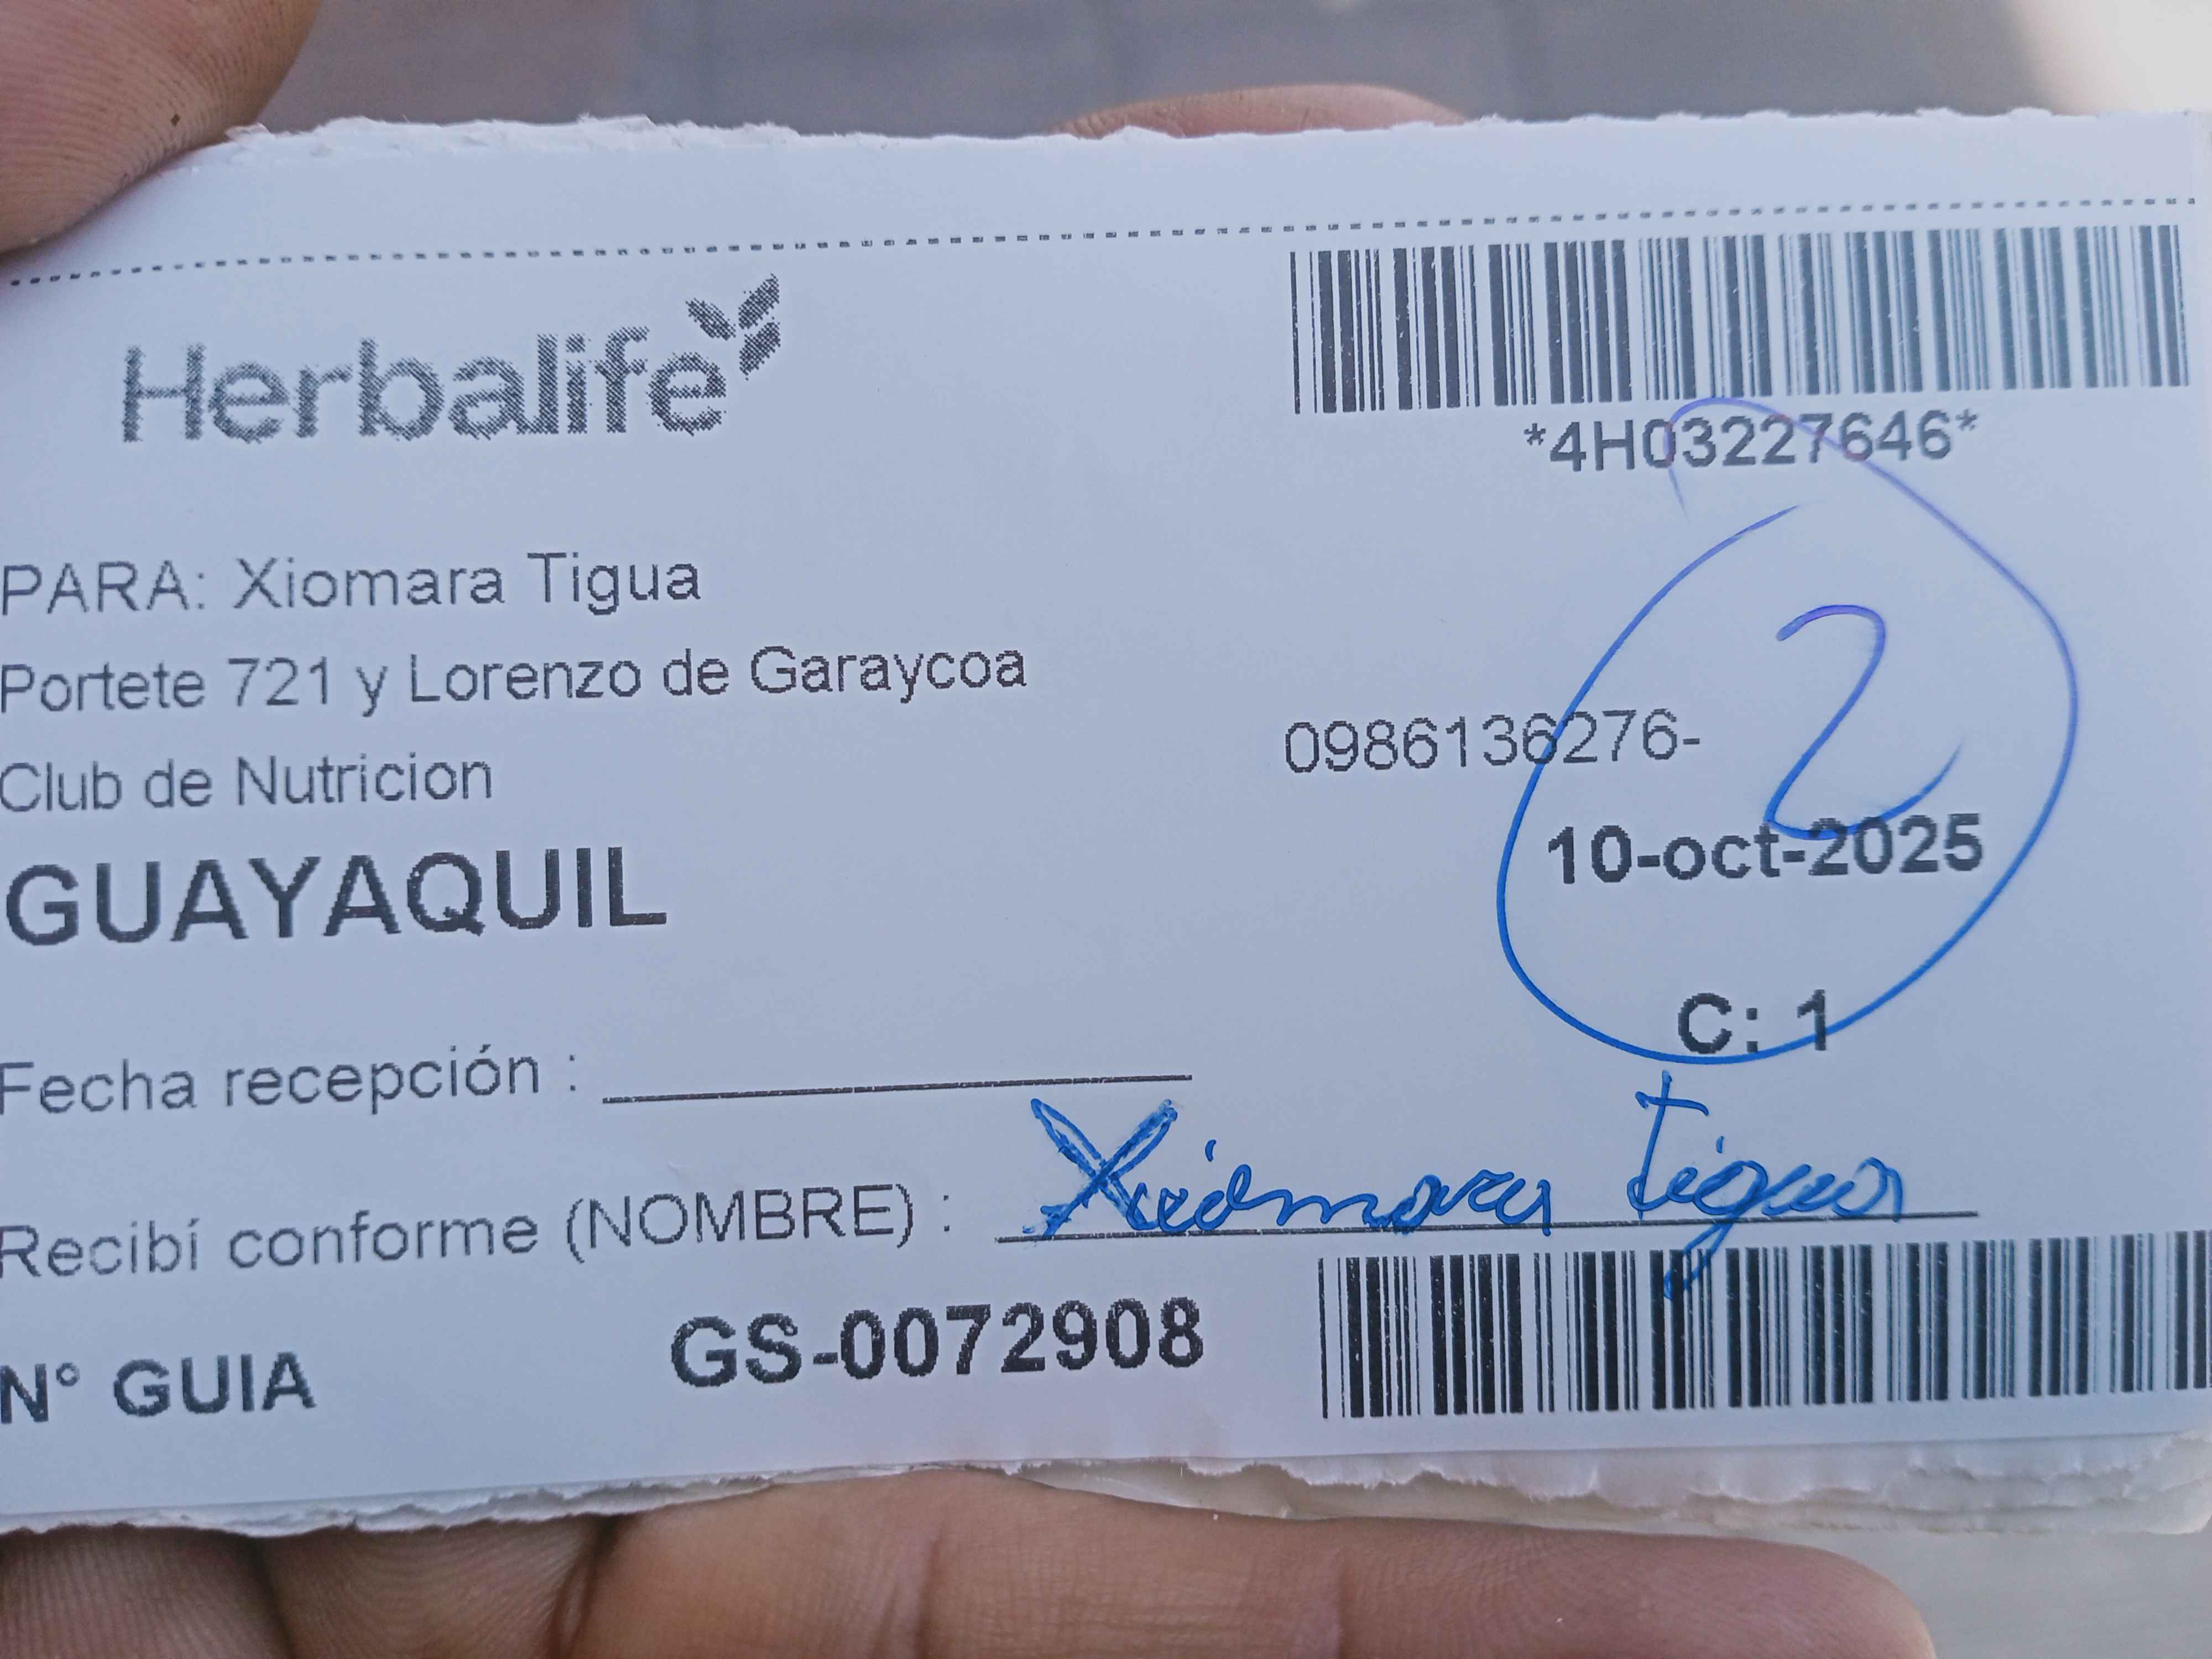 Herbalife
*4H03227646*
PARA: Xiomara Tigua
Portete 721 y Lorenzo de Garaycoa
0986136276-
2
Club de Nutricion
10-oct-2025
GUAYAQUIL
C: 1
Fecha recepción :
Recibí conforme (NOMBRE) : Xiomara Tigua
N° GUIA GS-0072908